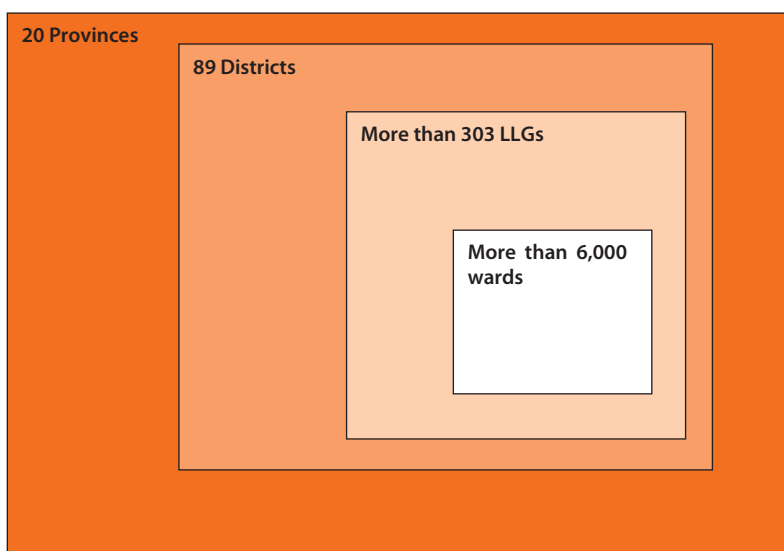 20 Provinces
89 Districts
More than 303 LLGs
More than 6,000
wards